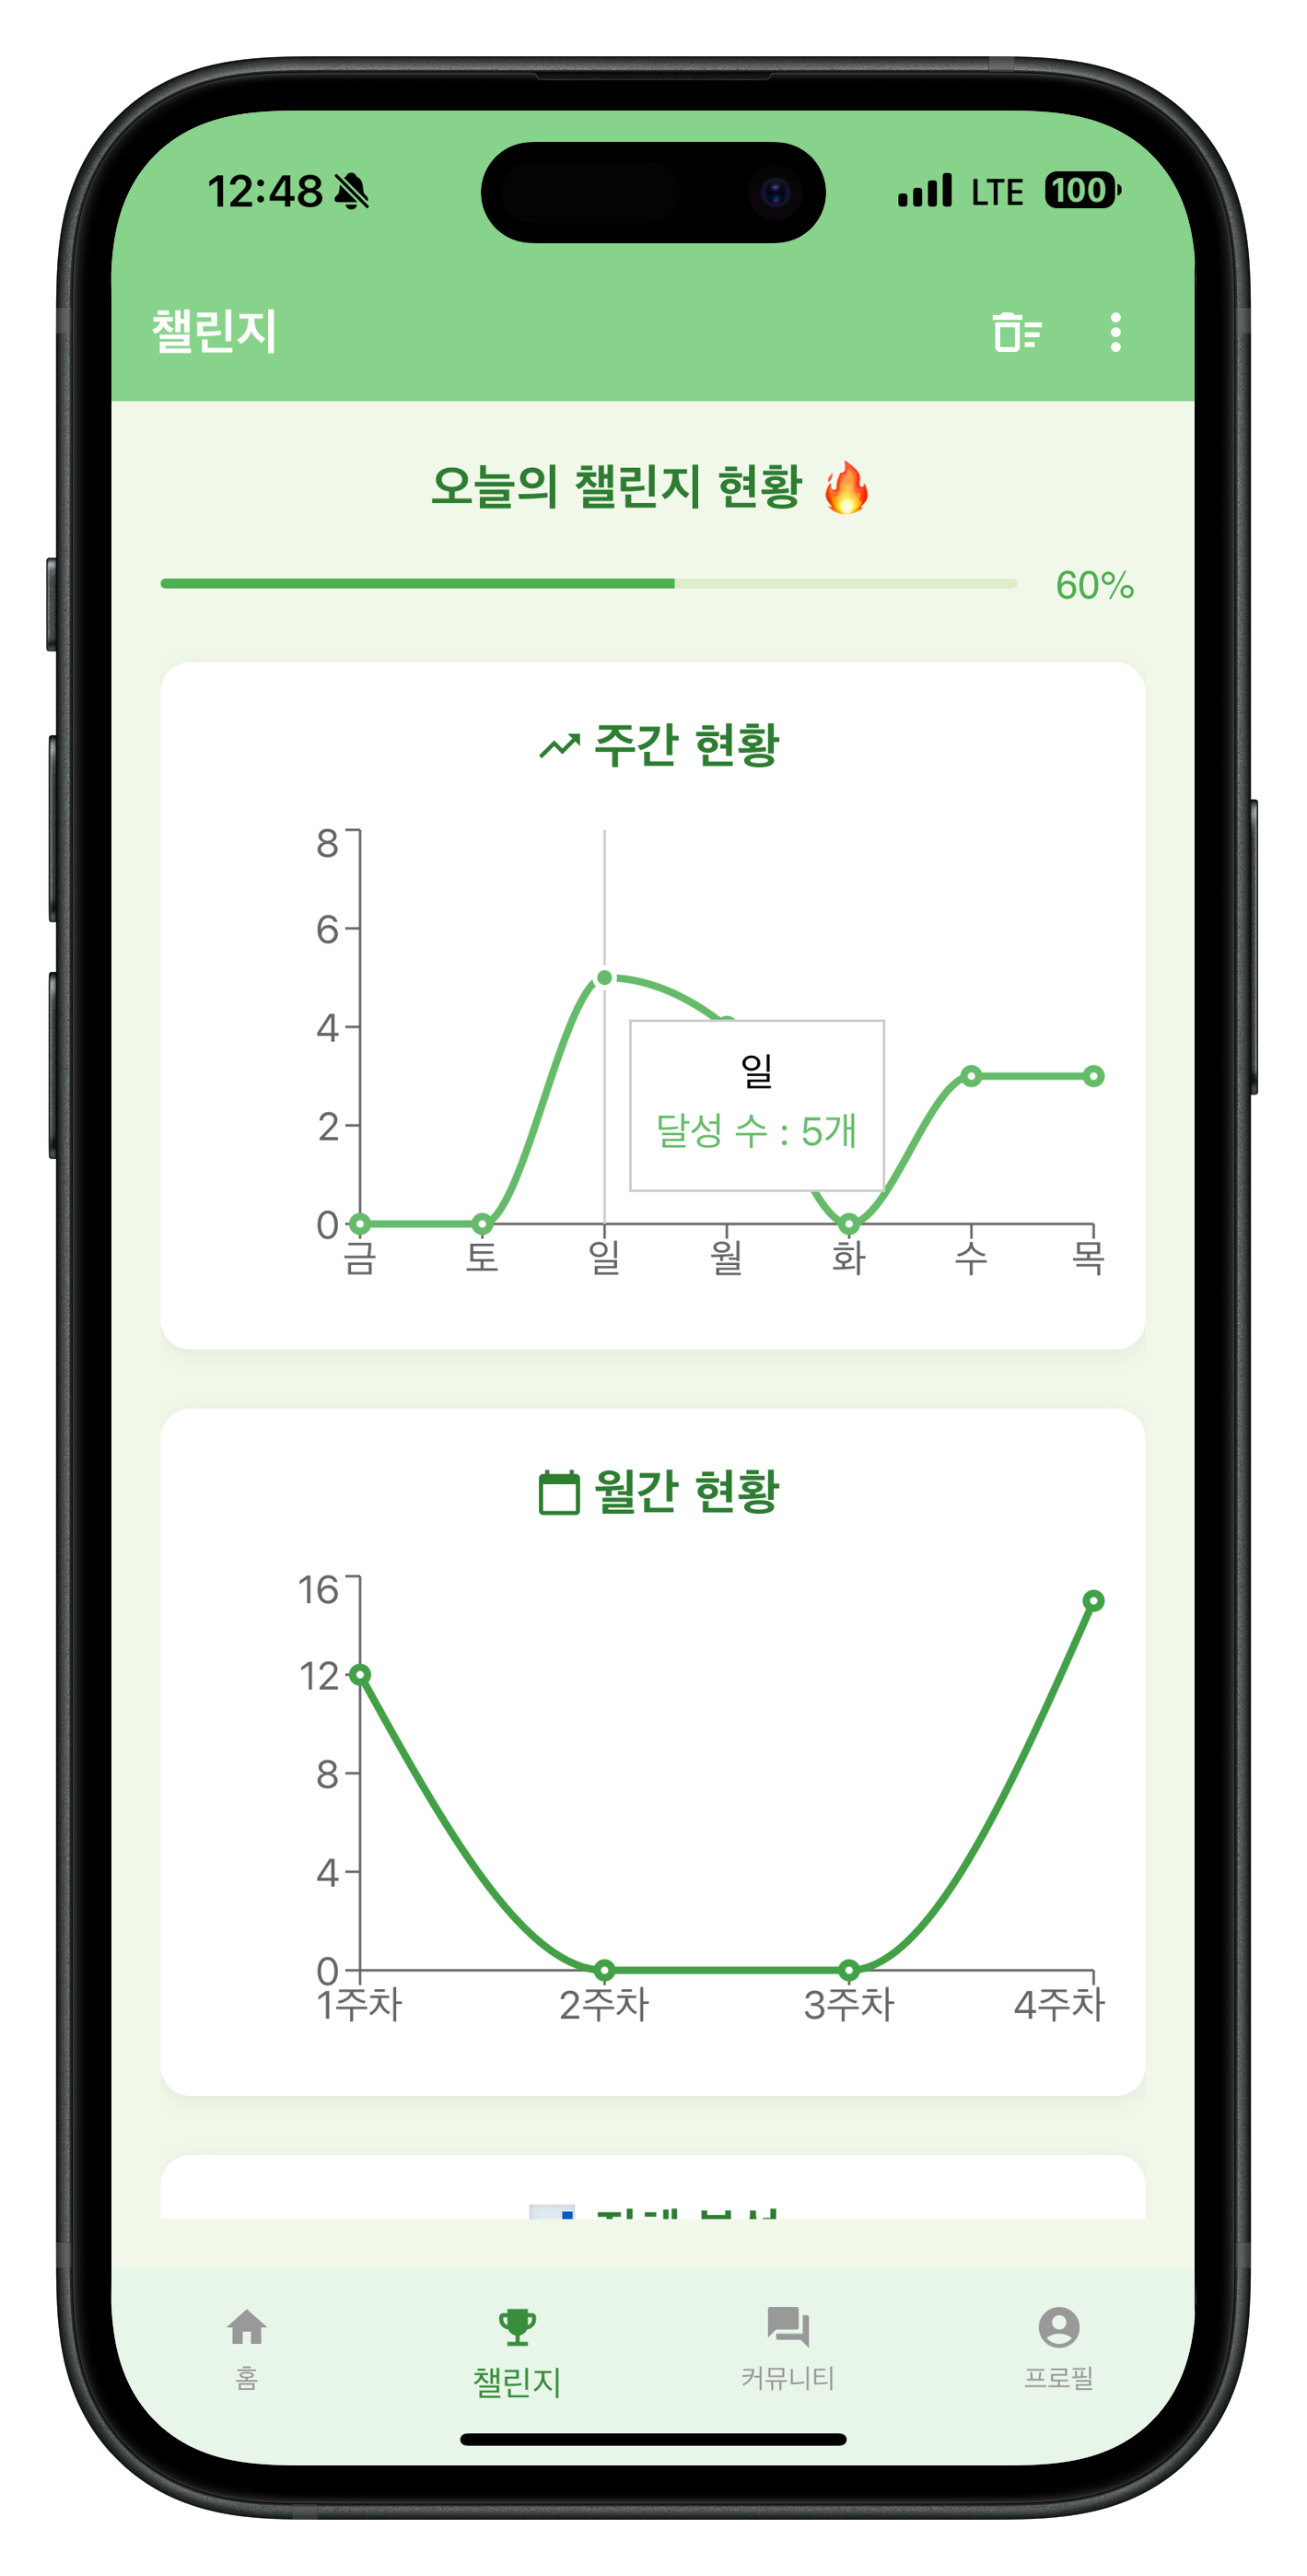 12:48 LTE 100
챌린지
오늘의 챌린지 현황 🔥
60%
주간 현황
8
6
4
2
0
일
달성 수 : 5개
금 토 일 월 화 수 목
월간 현황
16
12
8
4
0
1주차 2주차 3주차 4주차
홈 챌린지 커뮤니티 프로필